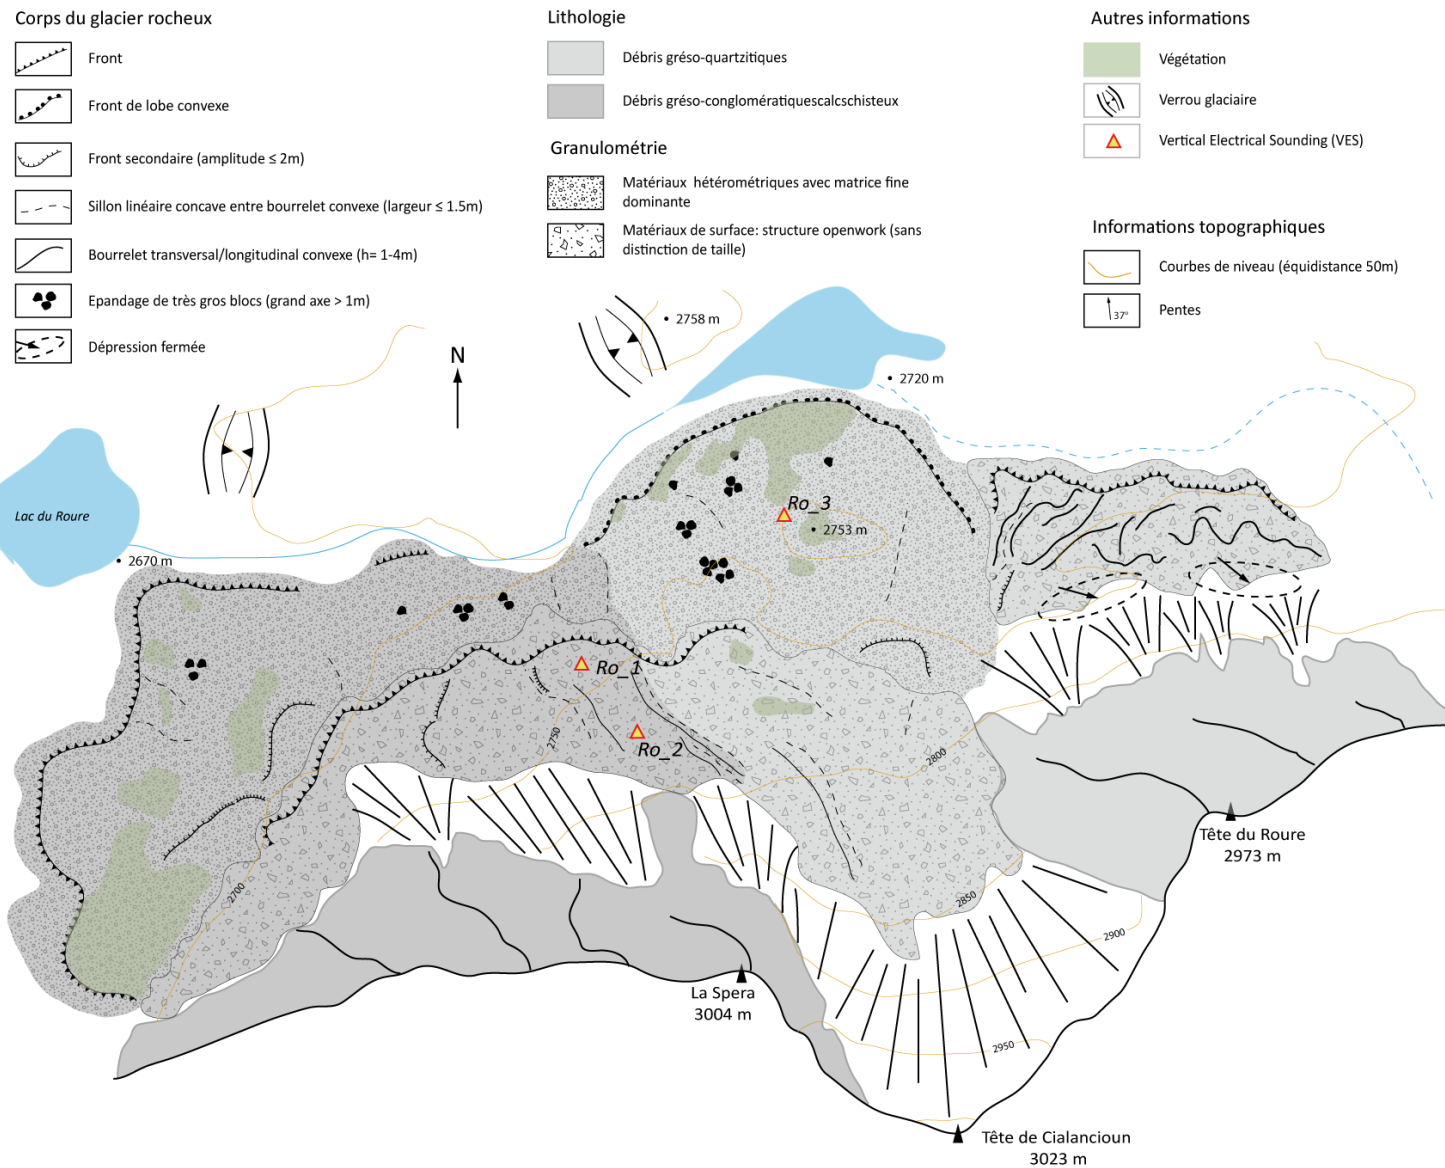 Corps du glacier rocheux
Front
Front de lobe convexe
Front secondaire (amplitude ≤ 2m)
Sillon linéaire concave entre bourrelet convexe (largeur ≤ 1.5m)
Bourrelet transversal/longitudinal convexe (h= 1-4m)
Epandage de très gros blocs (grand axe > 1m)
Dépression fermée
Lithologie
Débris gréso-quartzitiques
Débris gréso-conglomératiquescalcschisteux
Granulométrie
Matériaux hétérométriques avec matrice fine
dominante
Matériaux de surface: structure openwork (sans
distinction de taille)
Autres informations
Végétation
Verrou glaciaire
Vertical Electrical Sounding (VES)
Informations topographiques
Courbes de niveau (équidistance 50m)
37°
Pentes
N
2758 m
2720 m
Lac du Roure
2670 m
Ro_3
2753 m
Ro_1
Ro_2
2750
2800
2700
2850
2900
2950
Tête du Roure
2973 m
La Spera
3004 m
Tête de Cialancioun
3023 m